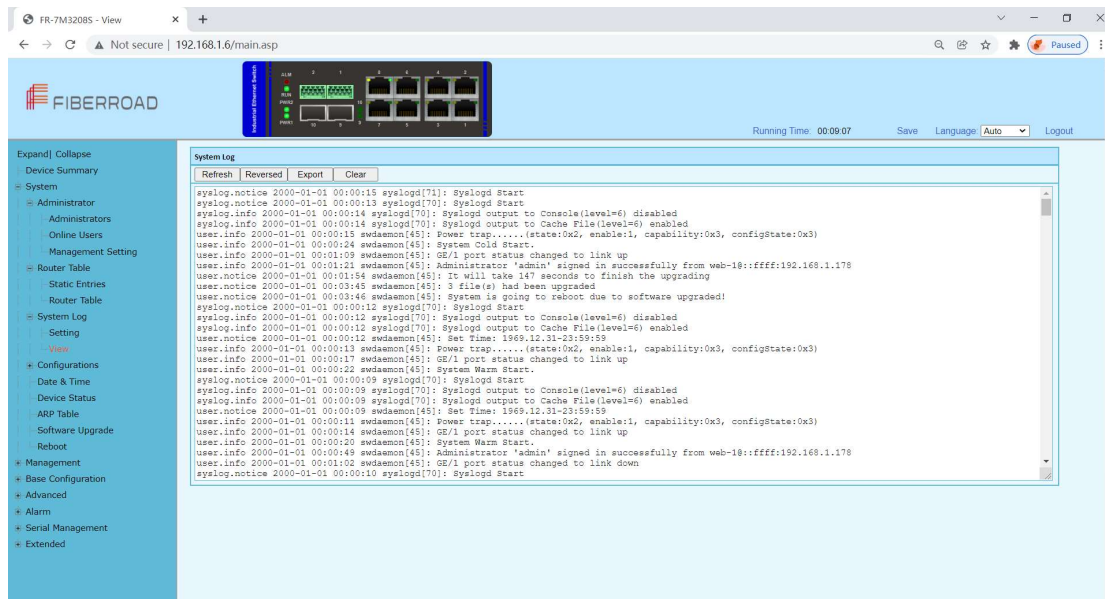 FR-7M3208S - View
Not secure | 192.168.1.6/main.asp
Paused
FIBERROAD
Industrial Ethernet Switch
ALM
RUN
PWR2
PWR1
Running Time: 00:09:07 Save Language: Auto Logout
Expand| Collapse
Device Summary
System
Administrator
Administrators
Online Users
Management Setting
Router Table
Static Entries
Router Table
System Log
Setting
View
Configurations
Date & Time
Device Status
ARP Table
Software Upgrade
Reboot
Management
Base Configuration
Advanced
Alarm
Serial Management
Extended
System Log
Refresh Reversed Export Clear
syslog.notice 2000-01-01 00:00:15 syslogd[71]: Syslogd Start
syslog.notice 2000-01-01 00:00:13 syslogd[70]: Syslogd Start
syslog.info 2000-01-01 00:00:14 syslogd[70]: Syslogd output to Console(level=6) disabled
syslog.info 2000-01-01 00:00:14 syslogd[70]: Syslogd output to Cache File(level=6) enabled
user.info 2000-01-01 00:00:15 swdaemon[45]: Power trap......(state:0x2, enable:1, capability:0x3, configState:0x3)
user.info 2000-01-01 00:00:24 swdaemon[45]: System Cold Start.
user.info 2000-01-01 00:01:09 swdaemon[45]: GE/1 port status changed to link up
user.info 2000-01-01 00:01:21 swdaemon[45]: Administrator 'admin' signed in successfully from web-1@::ffff:192.168.1.178
user.notice 2000-01-01 00:01:54 swdaemon[45]: It will take 147 seconds to finish the upgrading
user.notice 2000-01-01 00:03:45 swdaemon[45]: 3 file(s) had been upgraded
user.notice 2000-01-01 00:03:46 swdaemon[45]: System is going to reboot due to software upgraded!
syslog.notice 2000-01-01 00:00:12 syslogd[70]: Syslogd Start
syslog.info 2000-01-01 00:00:12 syslogd[70]: Syslogd output to Console(level=6) disabled
syslog.info 2000-01-01 00:00:12 syslogd[70]: Syslogd output to Cache File(level=6) enabled
user.notice 2000-01-01 00:00:12 swdaemon[45]: Set Time: 1969.12.31-23:59:59
user.info 2000-01-01 00:00:13 swdaemon[45]: Power trap......(state:0x2, enable:1, capability:0x3, configState:0x3)
user.info 2000-01-01 00:00:17 swdaemon[45]: GE/1 port status changed to link up
user.info 2000-01-01 00:00:22 swdaemon[45]: System Warm Start.
syslog.notice 2000-01-01 00:00:09 syslogd[70]: Syslogd Start
syslog.info 2000-01-01 00:00:09 syslogd[70]: Syslogd output to Console(level=6) disabled
syslog.info 2000-01-01 00:00:09 syslogd[70]: Syslogd output to Cache File(level=6) enabled
user.notice 2000-01-01 00:00:09 swdaemon[45]: Set Time: 1969.12.31-23:59:59
user.info 2000-01-01 00:00:11 swdaemon[45]: Power trap......(state:0x2, enable:1, capability:0x3, configState:0x3)
user.info 2000-01-01 00:00:14 swdaemon[45]: GE/1 port status changed to link up
user.info 2000-01-01 00:00:20 swdaemon[45]: System Warm Start.
user.info 2000-01-01 00:00:49 swdaemon[45]: Administrator 'admin' signed in successfully from web-1@::ffff:192.168.1.178
user.info 2000-01-01 00:01:02 swdaemon[45]: GE/1 port status changed to link down
syslog.notice 2000-01-01 00:00:10 syslogd[70]: Syslogd Start